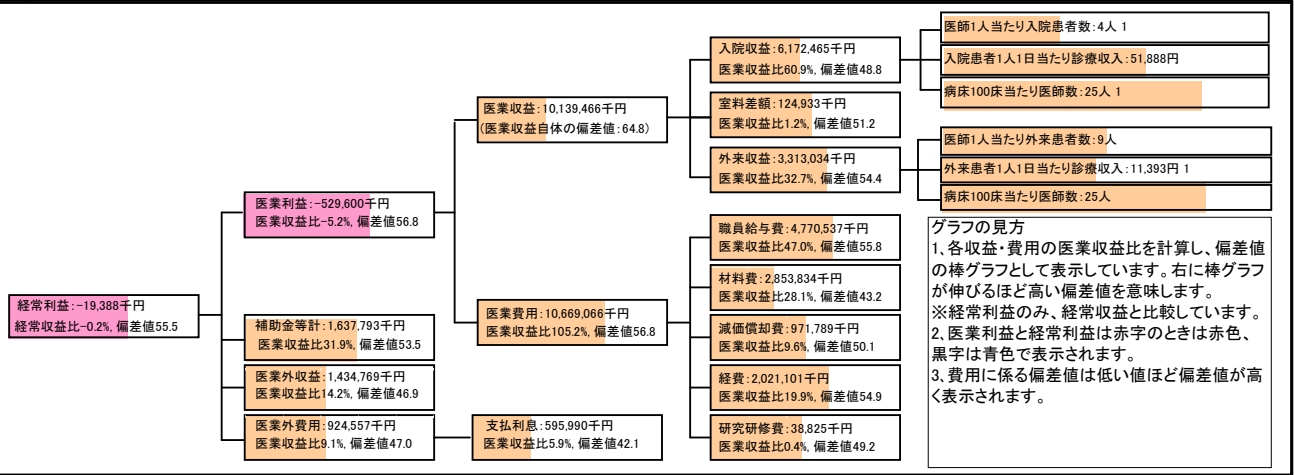 経常利益:-19,388千円
経常収益比-0.2%, 偏差値55.5
医業利益:-529,600千円
医業収益比-5.2%, 偏差値56.8
補助金等計:1,637,793千円
医業収益比31.9%, 偏差値53.5
医業外収益:1,434,769千円
医業収益比14.2%, 偏差値46.9
医業外費用:924,557千円
医業収益比9.1%, 偏差値47.0
支払利息:595,990千円
医業収益比5.9%, 偏差値42.1
医業収益:10,139,466千円
(医業収益自体の偏差値:64.8)
医業費用:10,669,066千円
医業収益比105.2%, 偏差値56.8
入院収益:6,172,465千円
医業収益比60.9%, 偏差値48.8
室料差額:124,933千円
医業収益比1.2%, 偏差値51.2
外来収益:3,313,034千円
医業収益比32.7%, 偏差値54.4
職員給与費:4,770,537千円
医業収益比47.0%, 偏差値55.8
材料費:2,853,834千円
医業収益比28.1%, 偏差値43.2
減価償却費:971,789千円
医業収益比9.6%, 偏差値50.1
経費:2,021,101千円
医業収益比19.9%, 偏差値54.9
研究研修費:38,825千円
医業収益比0.4%, 偏差値49.2
医師1人当たり入院患者数:4人 1
入院患者1人1日当たり診療収入:51,888円
病床100床当たり医師数:25人 1
医師1人当たり外来患者数:9人
外来患者1人1日当たり診療収入:11,393円 1
病床100床当たり医師数:25人
グラフの見方
1、各収益・費用の医業収益比を計算し、偏差値
の棒グラフとして表示しています。右に棒グラフ
が伸びるほど高い偏差値を意味します。
※経常利益のみ、経常収益と比較しています。
2、医業利益と経常利益は赤字のときは赤色、
黒字は青色で表示されます。
3、費用に係る偏差値は低い値ほど偏差値が高
く表示されます。